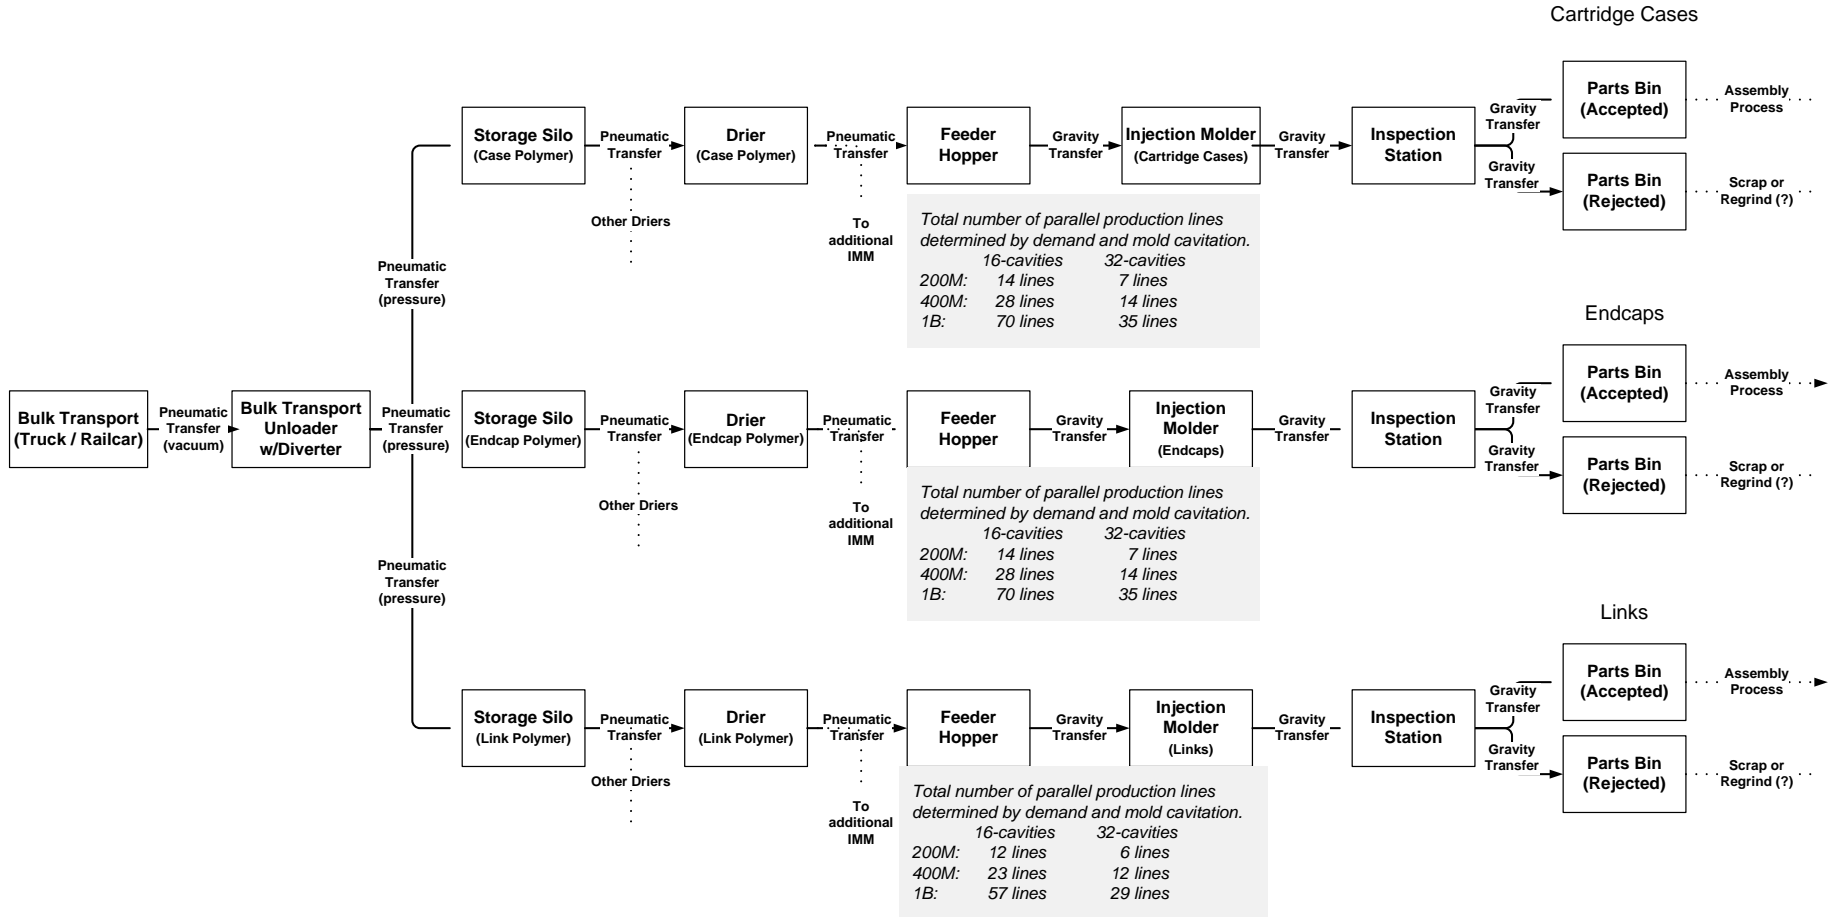 Cartridge Cases
Storage Silo
(Case Polymer)
Pneumatic
Transfer
Other Driers
Drier
(Case Polymer)
Pneumatic
Transfer
To
additional
IMM
Feeder
Hopper
Gravity
Transfer
Injection Molder
(Cartridge Cases)
Gravity
Transfer
Inspection
Station
Gravity
Transfer
Gravity
Transfer
Parts Bin
(Accepted)
Assembly
Process
Parts Bin
(Rejected)
Scrap or
Regrind (?)
Total number of parallel production lines
determined by demand and mold cavitation.
16-cavities 32-cavities
200M: 14 lines 7 lines
400M: 28 lines 14 lines
1B: 70 lines 35 lines
Pneumatic
Transfer
(pressure)
Endcaps
Bulk Transport
(Truck / Railcar)
Pneumatic
Transfer
(vacuum)
Bulk Transport
Unloader
w/Diverter
Pneumatic
Transfer
(pressure)
Storage Silo
(Endcap Polymer)
Pneumatic
Transfer
Other Driers
Drier
(Endcap Polymer)
Pneumatic
Transfer
To
additional
IMM
Feeder
Hopper
Gravity
Transfer
Injection
Molder
(Endcaps)
Gravity
Transfer
Inspection
Station
Gravity
Transfer
Gravity
Transfer
Parts Bin
(Accepted)
Assembly
Process
Parts Bin
(Rejected)
Scrap or
Regrind (?)
Total number of parallel production lines
determined by demand and mold cavitation.
16-cavities 32-cavities
200M: 14 lines 7 lines
400M: 28 lines 14 lines
1B: 70 lines 35 lines
Pneumatic
Transfer
(pressure)
Links
Storage Silo
(Link Polymer)
Pneumatic
Transfer
Other Driers
Drier
(Link Polymer)
Pneumatic
Transfer
To
additional
IMM
Feeder
Hopper
Gravity
Transfer
Injection
Molder
(Links)
Gravity
Transfer
Inspection
Station
Gravity
Transfer
Gravity
Transfer
Parts Bin
(Accepted)
Assembly
Process
Parts Bin
(Rejected)
Scrap or
Regrind (?)
Total number of parallel production lines
determined by demand and mold cavitation.
16-cavities 32-cavities
200M: 12 lines 6 lines
400M: 23 lines 12 lines
1B: 57 lines 29 lines